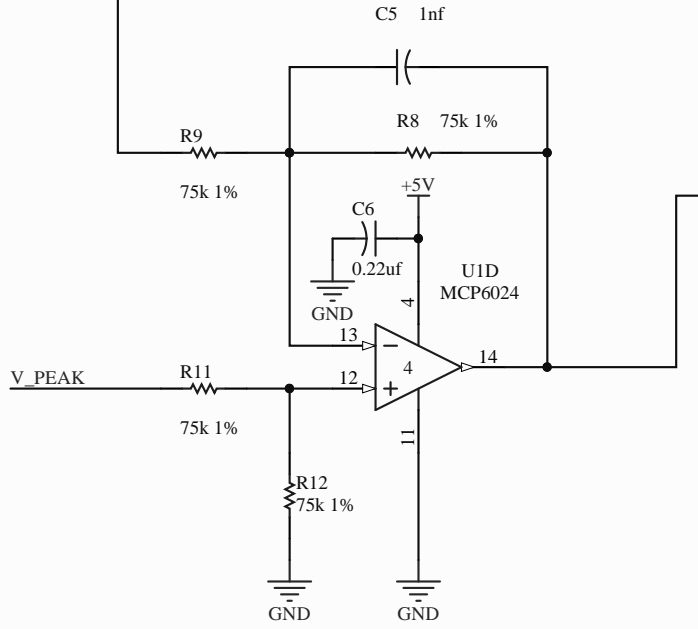 C5 1nf
R8 75k 1%
R9
75k 1%
+5V
C6
0.22uf
GND
U1D
MCP6024
4
13
12
4
14
11
V_PEAK
R11
75k 1%
R12
75k 1%
GND
GND